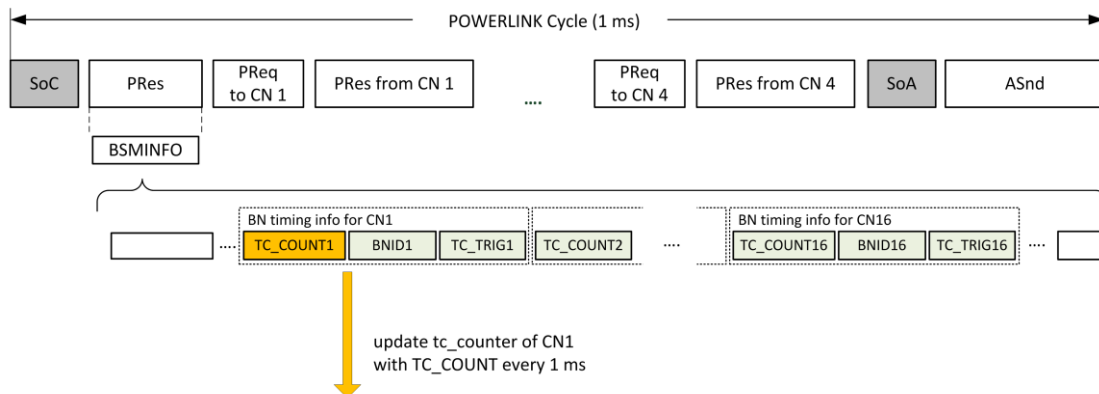 POWERLINK Cycle (1 ms)
SoC
PRes
PReq
to CN 1
PRes from CN 1
....
PReq
to CN 4
PRes from CN 4
SoA
ASnd
BSMINFO
BN timing info for CN1
BN timing info for CN16
....
TC_COUNT1
BNID1
TC_TRIG1
TC_COUNT2
....
TC_COUNT16
BNID16
TC_TRIG16
....
update tc_counter of CN1
with TC_COUNT every 1 ms